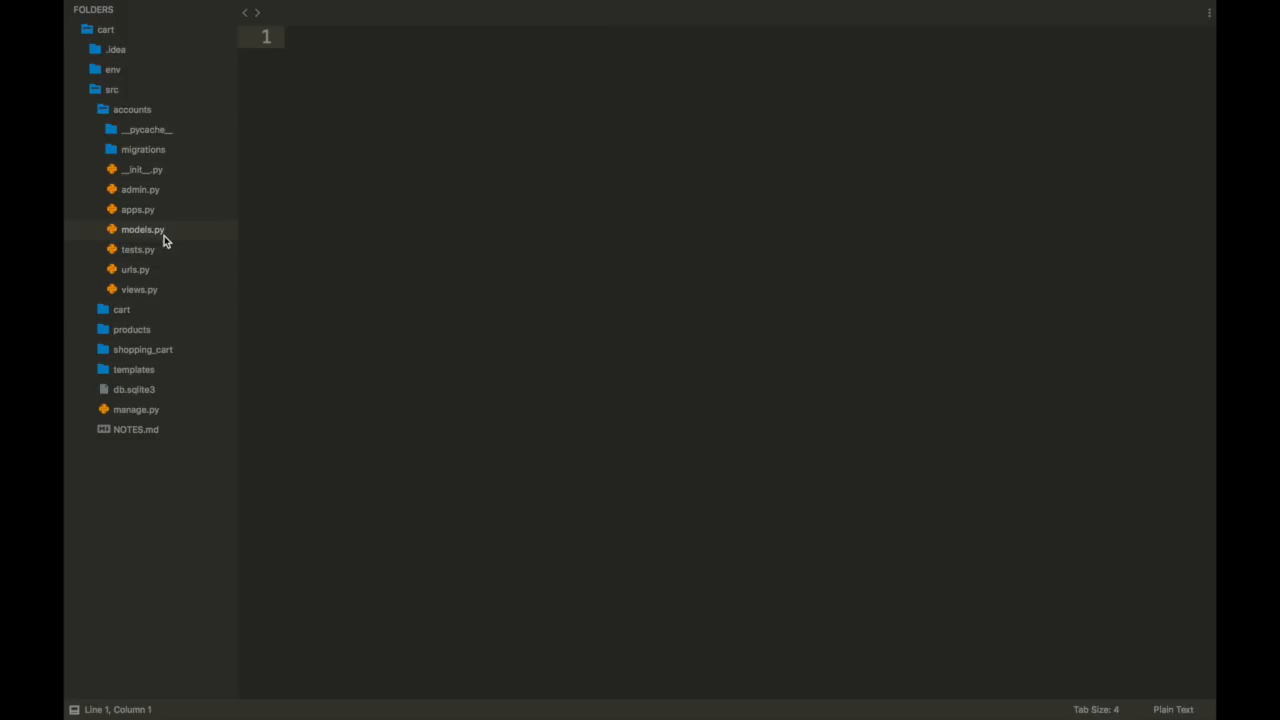 FOLDERS
cart
.idea
env
src
accounts
__pycache__
migrations
__init__.py
admin.py
apps.py
models.py
tests.py
urls.py
views.py
cart
products
shopping_cart
templates
db.sqlite3
manage.py
NOTES.md
1
Line 1, Column 1
Tab Size: 4
Plain Text